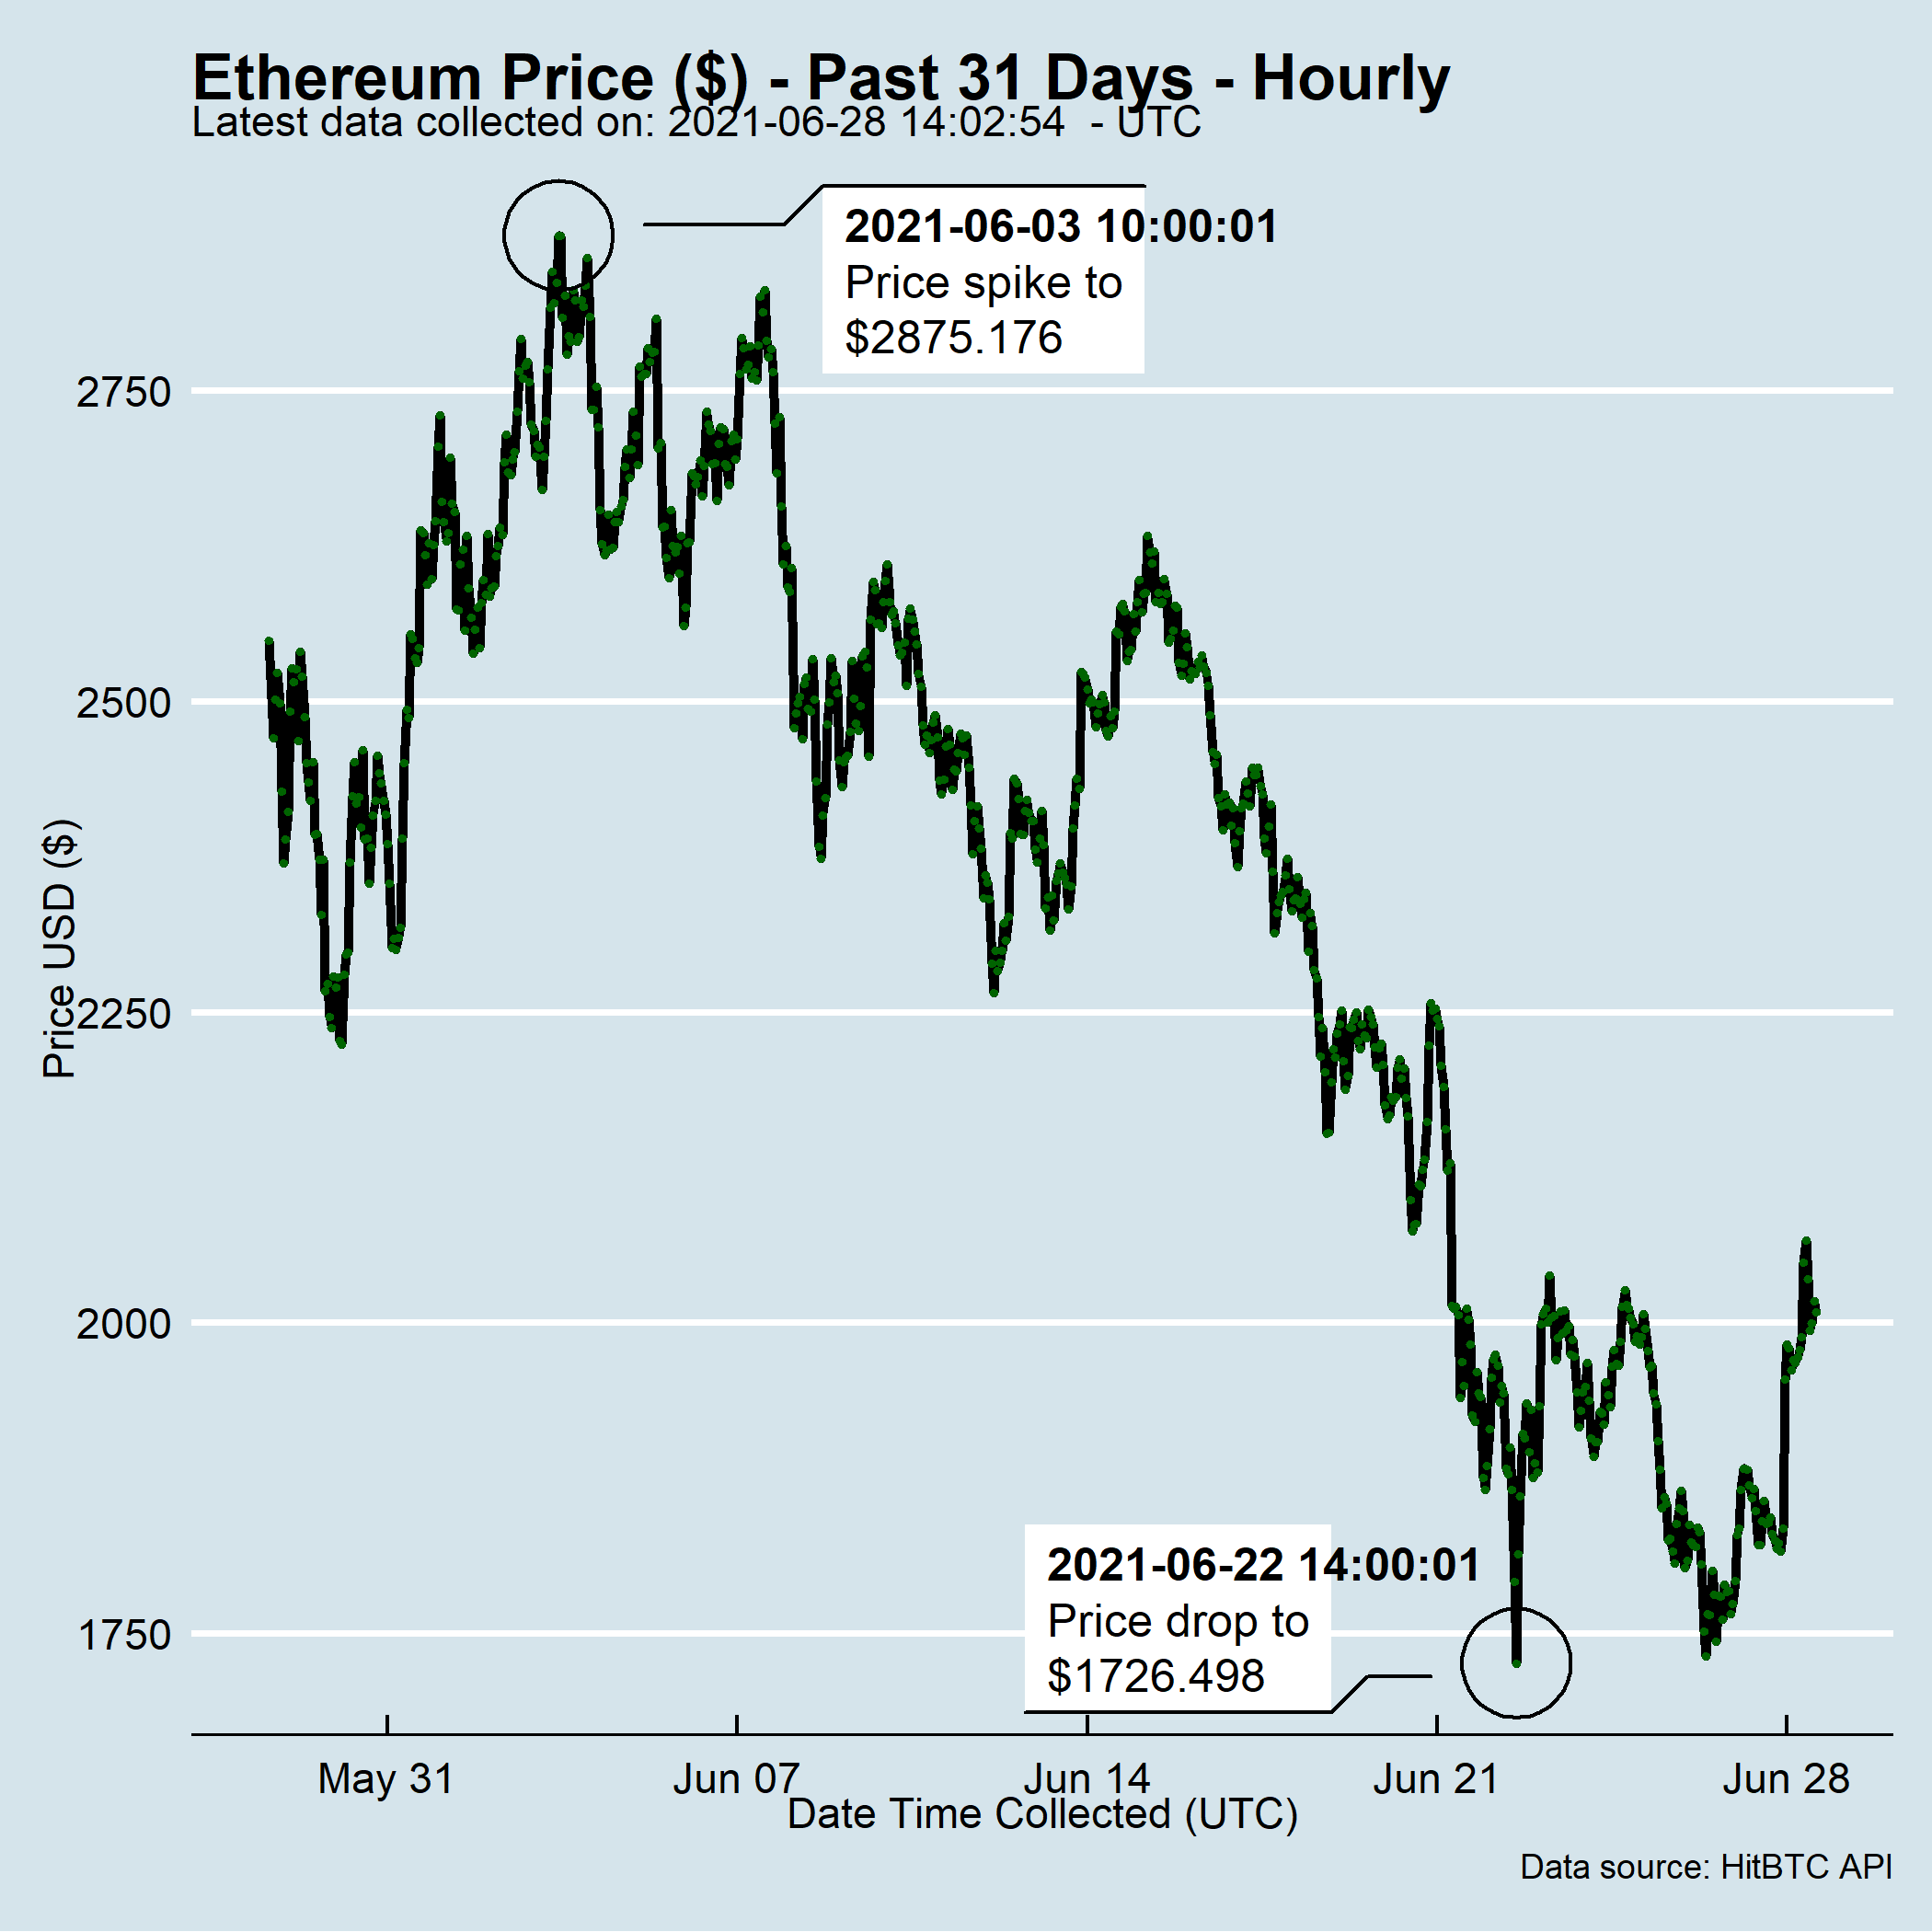 Ethereum Price ($) - Past 31 Days - Hourly
Latest data collected on: 2021-06-28 14:02:54  - UTC
2021-06-03 10:00:01
Price spike to
$2875.176
2750
2500
2250
2000
1750
Price USD ($)
2021-06-22 14:00:01
Price drop to
$1726.498
May 31
Jun 07
Jun 14
Jun 21
Jun 28
Date Time Collected (UTC)
Data source: HitBTC API